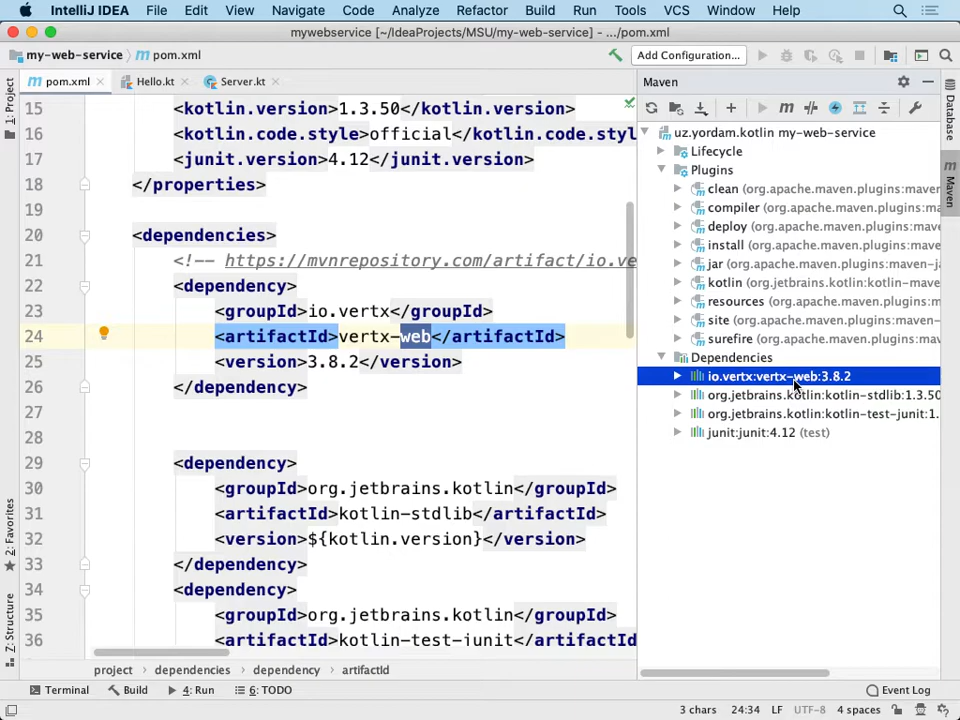 IntelliJ IDEA File Edit View Navigate Code Analyze Refactor Build Run Tools VCS Window Help
mywebservice [~/IdeaProjects/MSU/my-web-service] - .../pom.xml
my-web-service pom.xml Add Configuration...
pom.xml Hello.kt Server.kt Maven
15 <kotlin.version>1.3.50</kotlin.version>
16 <kotlin.code.style>official</kotlin.code.styl
17 <junit.version>4.12</junit.version>
18 </properties>
19
20 <dependencies>
21 <!-- https://mvnrepository.com/artifact/io.ve
22 <dependency>
23 <groupId>io.vertx</groupId>
24 <artifactId>vertx-web</artifactId>
25 <version>3.8.2</version>
26 </dependency>
27
28
29 <dependency>
30 <groupId>org.jetbrains.kotlin</groupId>
31 <artifactId>kotlin-stdlib</artifactId>
32 <version>${kotlin.version}</version>
33 </dependency>
34 <dependency>
35 <groupId>org.jetbrains.kotlin</groupId>
36 <artifactId>kotlin-test-junit</artifactId
uz.yordam.kotlin my-web-service
Lifecycle
Plugins
clean (org.apache.maven.plugins:maven
compiler (org.apache.maven.plugins:ma
deploy (org.apache.maven.plugins:mave
install (org.apache.maven.plugins:mave
jar (org.apache.maven.plugins:maven-j
kotlin (org.jetbrains.kotlin:kotlin-mave
resources (org.apache.maven.plugins:m
site (org.apache.maven.plugins:maven-
surefire (org.apache.maven.plugins:ma
Dependencies
io.vertx:vertx-web:3.8.2
org.jetbrains.kotlin:kotlin-stdlib:1.3.50
org.jetbrains.kotlin:kotlin-test-junit:1.
junit:junit:4.12 (test)
1: Project
2: Favorites
Z: Structure
Database
Maven
project dependencies dependency artifactId
Terminal Build 4: Run 6: TODO Event Log
3 chars 24:34 LF UTF-8 4 spaces